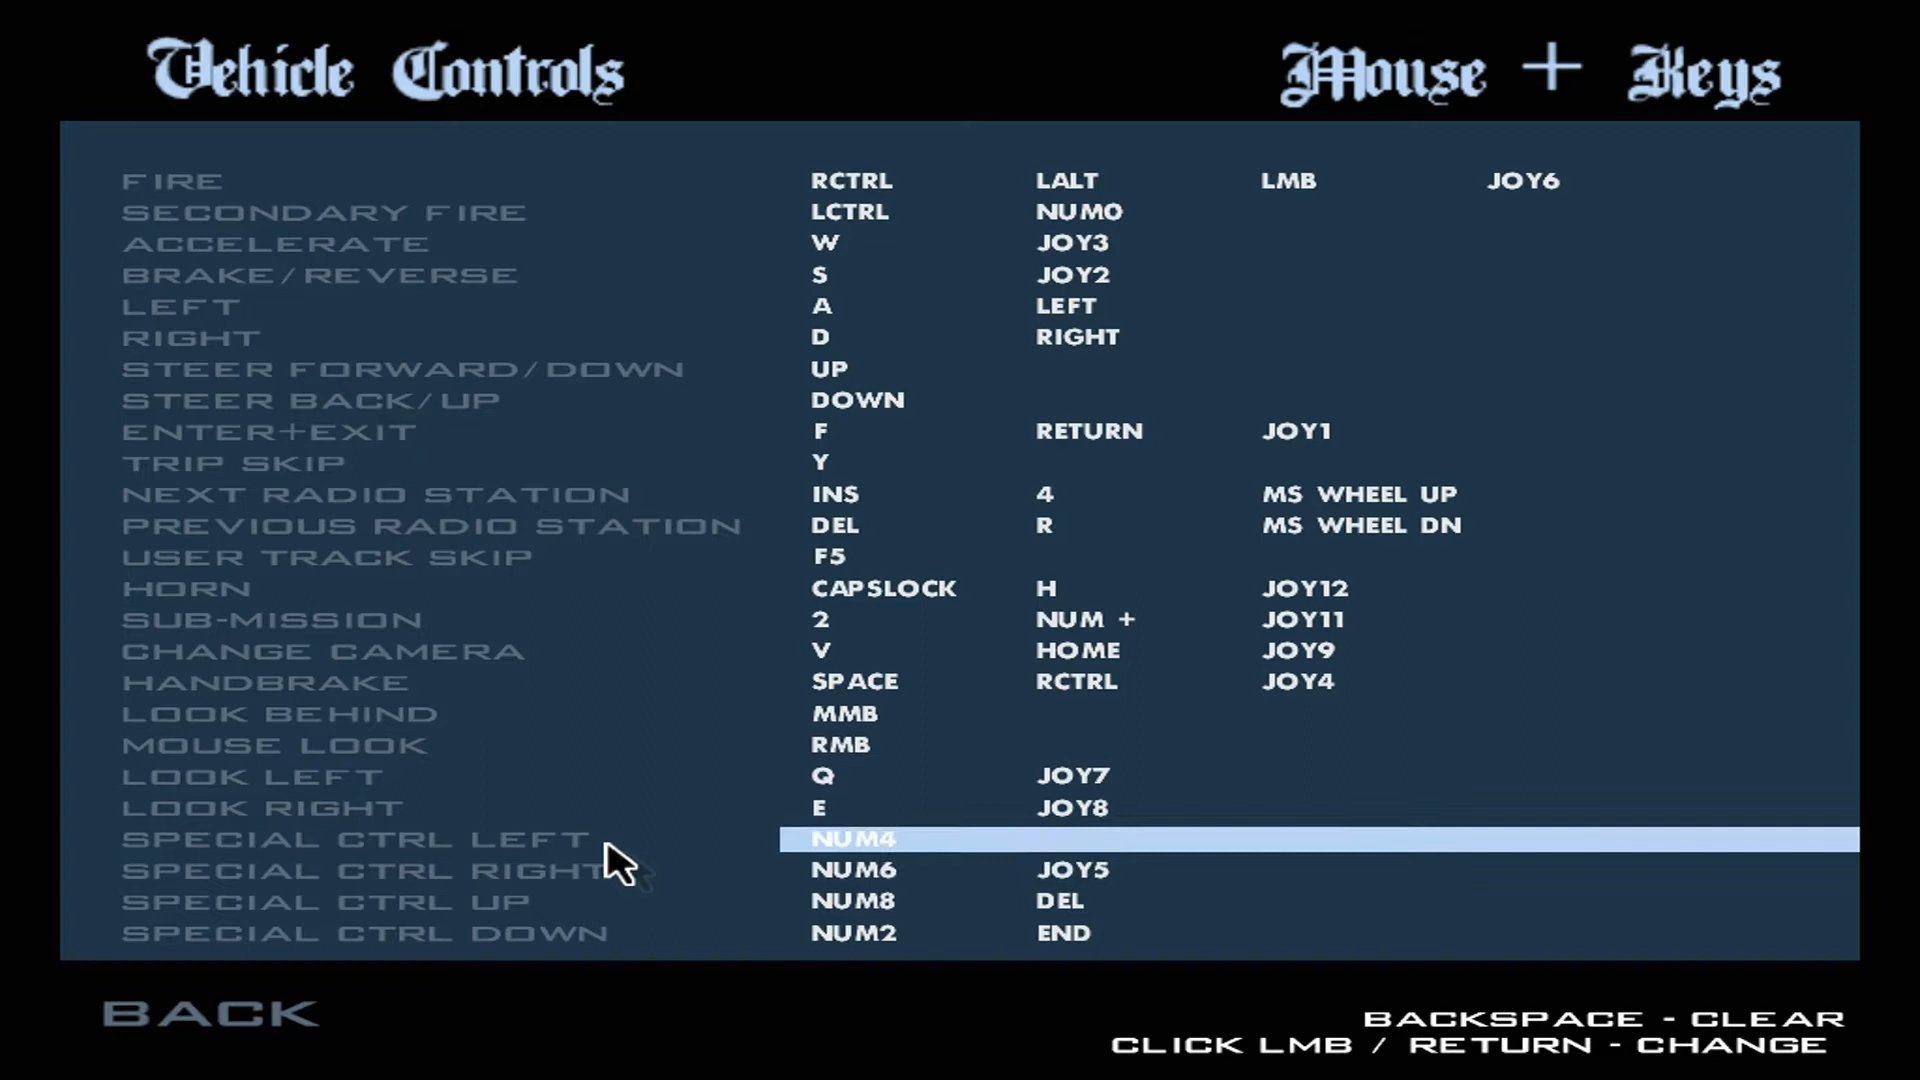 Vehicle Controls Mouse + Keys
FIRE RCTRL LALT LMB JOY6
SECONDARY FIRE LCTRL NUM0
ACCELERATE W JOY3
BRAKE/REVERSE S JOY2
LEFT A LEFT
RIGHT D RIGHT
STEER FORWARD/DOWN UP
STEER BACK/UP DOWN
ENTER+EXIT F RETURN JOY1
TRIP SKIP Y
NEXT RADIO STATION INS 4 MS WHEEL UP
PREVIOUS RADIO STATION DEL R MS WHEEL DN
USER TRACK SKIP F5
HORN CAPSLOCK H JOY12
SUB-MISSION 2 NUM + JOY11
CHANGE CAMERA V HOME JOY9
HANDBRAKE SPACE RCTRL JOY4
LOOK BEHIND MMB
MOUSE LOOK RMB
LOOK LEFT Q JOY7
LOOK RIGHT E JOY8
SPECIAL CTRL LEFT NUM4
SPECIAL CTRL RIGHT NUM6 JOY5
SPECIAL CTRL UP NUM8 DEL
SPECIAL CTRL DOWN NUM2 END
BACK BACKSPACE - CLEAR
CLICK LMB / RETURN - CHANGE